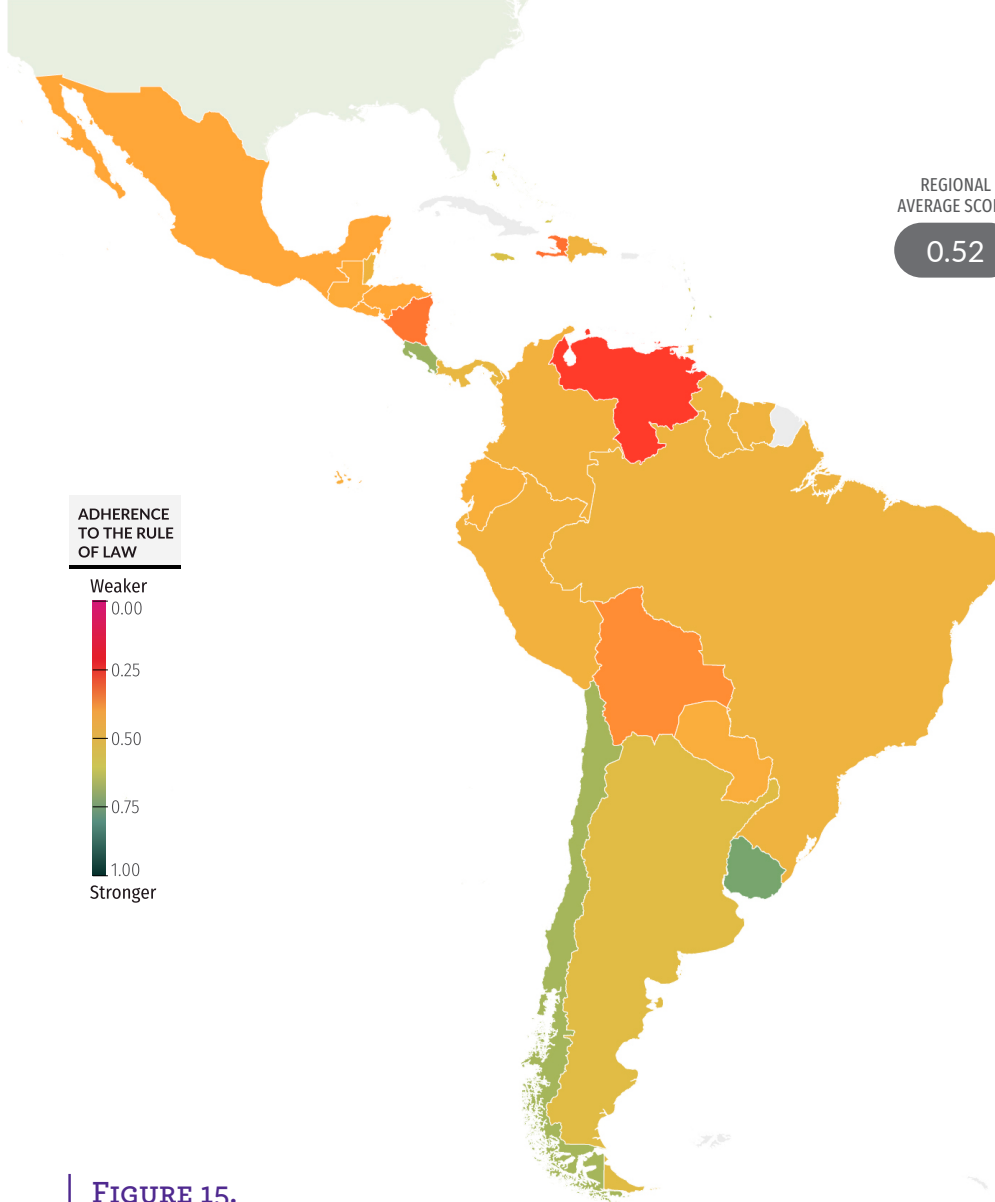 REGIONAL
AVERAGE
0.52
ADHERENCE
TO THE RULE
OF LAW
Weaker
0.00
0.25
0.50
0.75
1.00
Stronger
FIGURE 15.